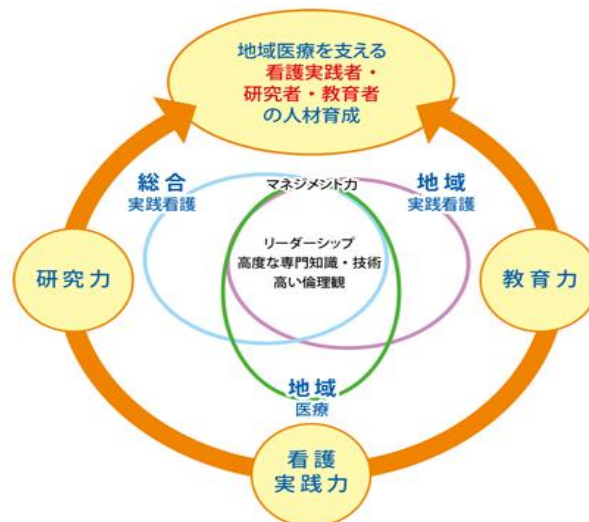 地域医療を支える
看護実践者・
研究者・教育者
の人材育成
総合
実践看護
マネジメント力
地域
実践看護
リーダーシップ
高度な専門知識・技術
高い倫理観
研究力
教育力
地域
医療
看護
実践力